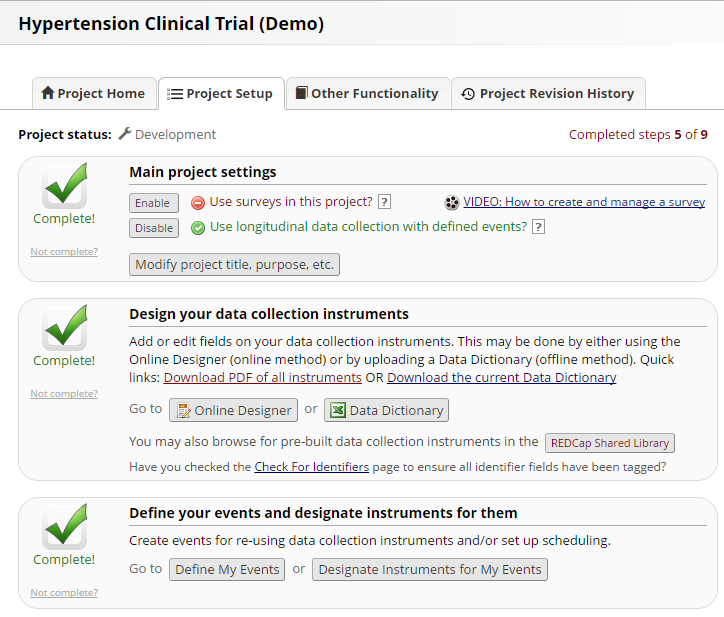 Hypertension Clinical Trial (Demo)
Project Home
Project Setup
Other Functionality
Project Revision History
Project status: Development
Completed steps 5 of 9
Complete!
Not complete?
Main project settings
Enable Use surveys in this project? ? VIDEO: How to create and manage a survey
Disable Use longitudinal data collection with defined events? ?
Modify project title, purpose, etc.
Complete!
Not complete?
Design your data collection instruments
Add or edit fields on your data collection instruments. This may be done by either using the
Online Designer (online method) or by uploading a Data Dictionary (offline method). Quick
links: Download PDF of all instruments OR Download the current Data Dictionary
Go to Online Designer or Data Dictionary
You may also browse for pre-built data collection instruments in the REDCap Shared Library
Have you checked the Check For Identifiers page to ensure all identifier fields have been tagged?
Complete!
Not complete?
Define your events and designate instruments for them
Create events for re-using data collection instruments and/or set up scheduling.
Go to Define My Events or Designate Instruments for My Events